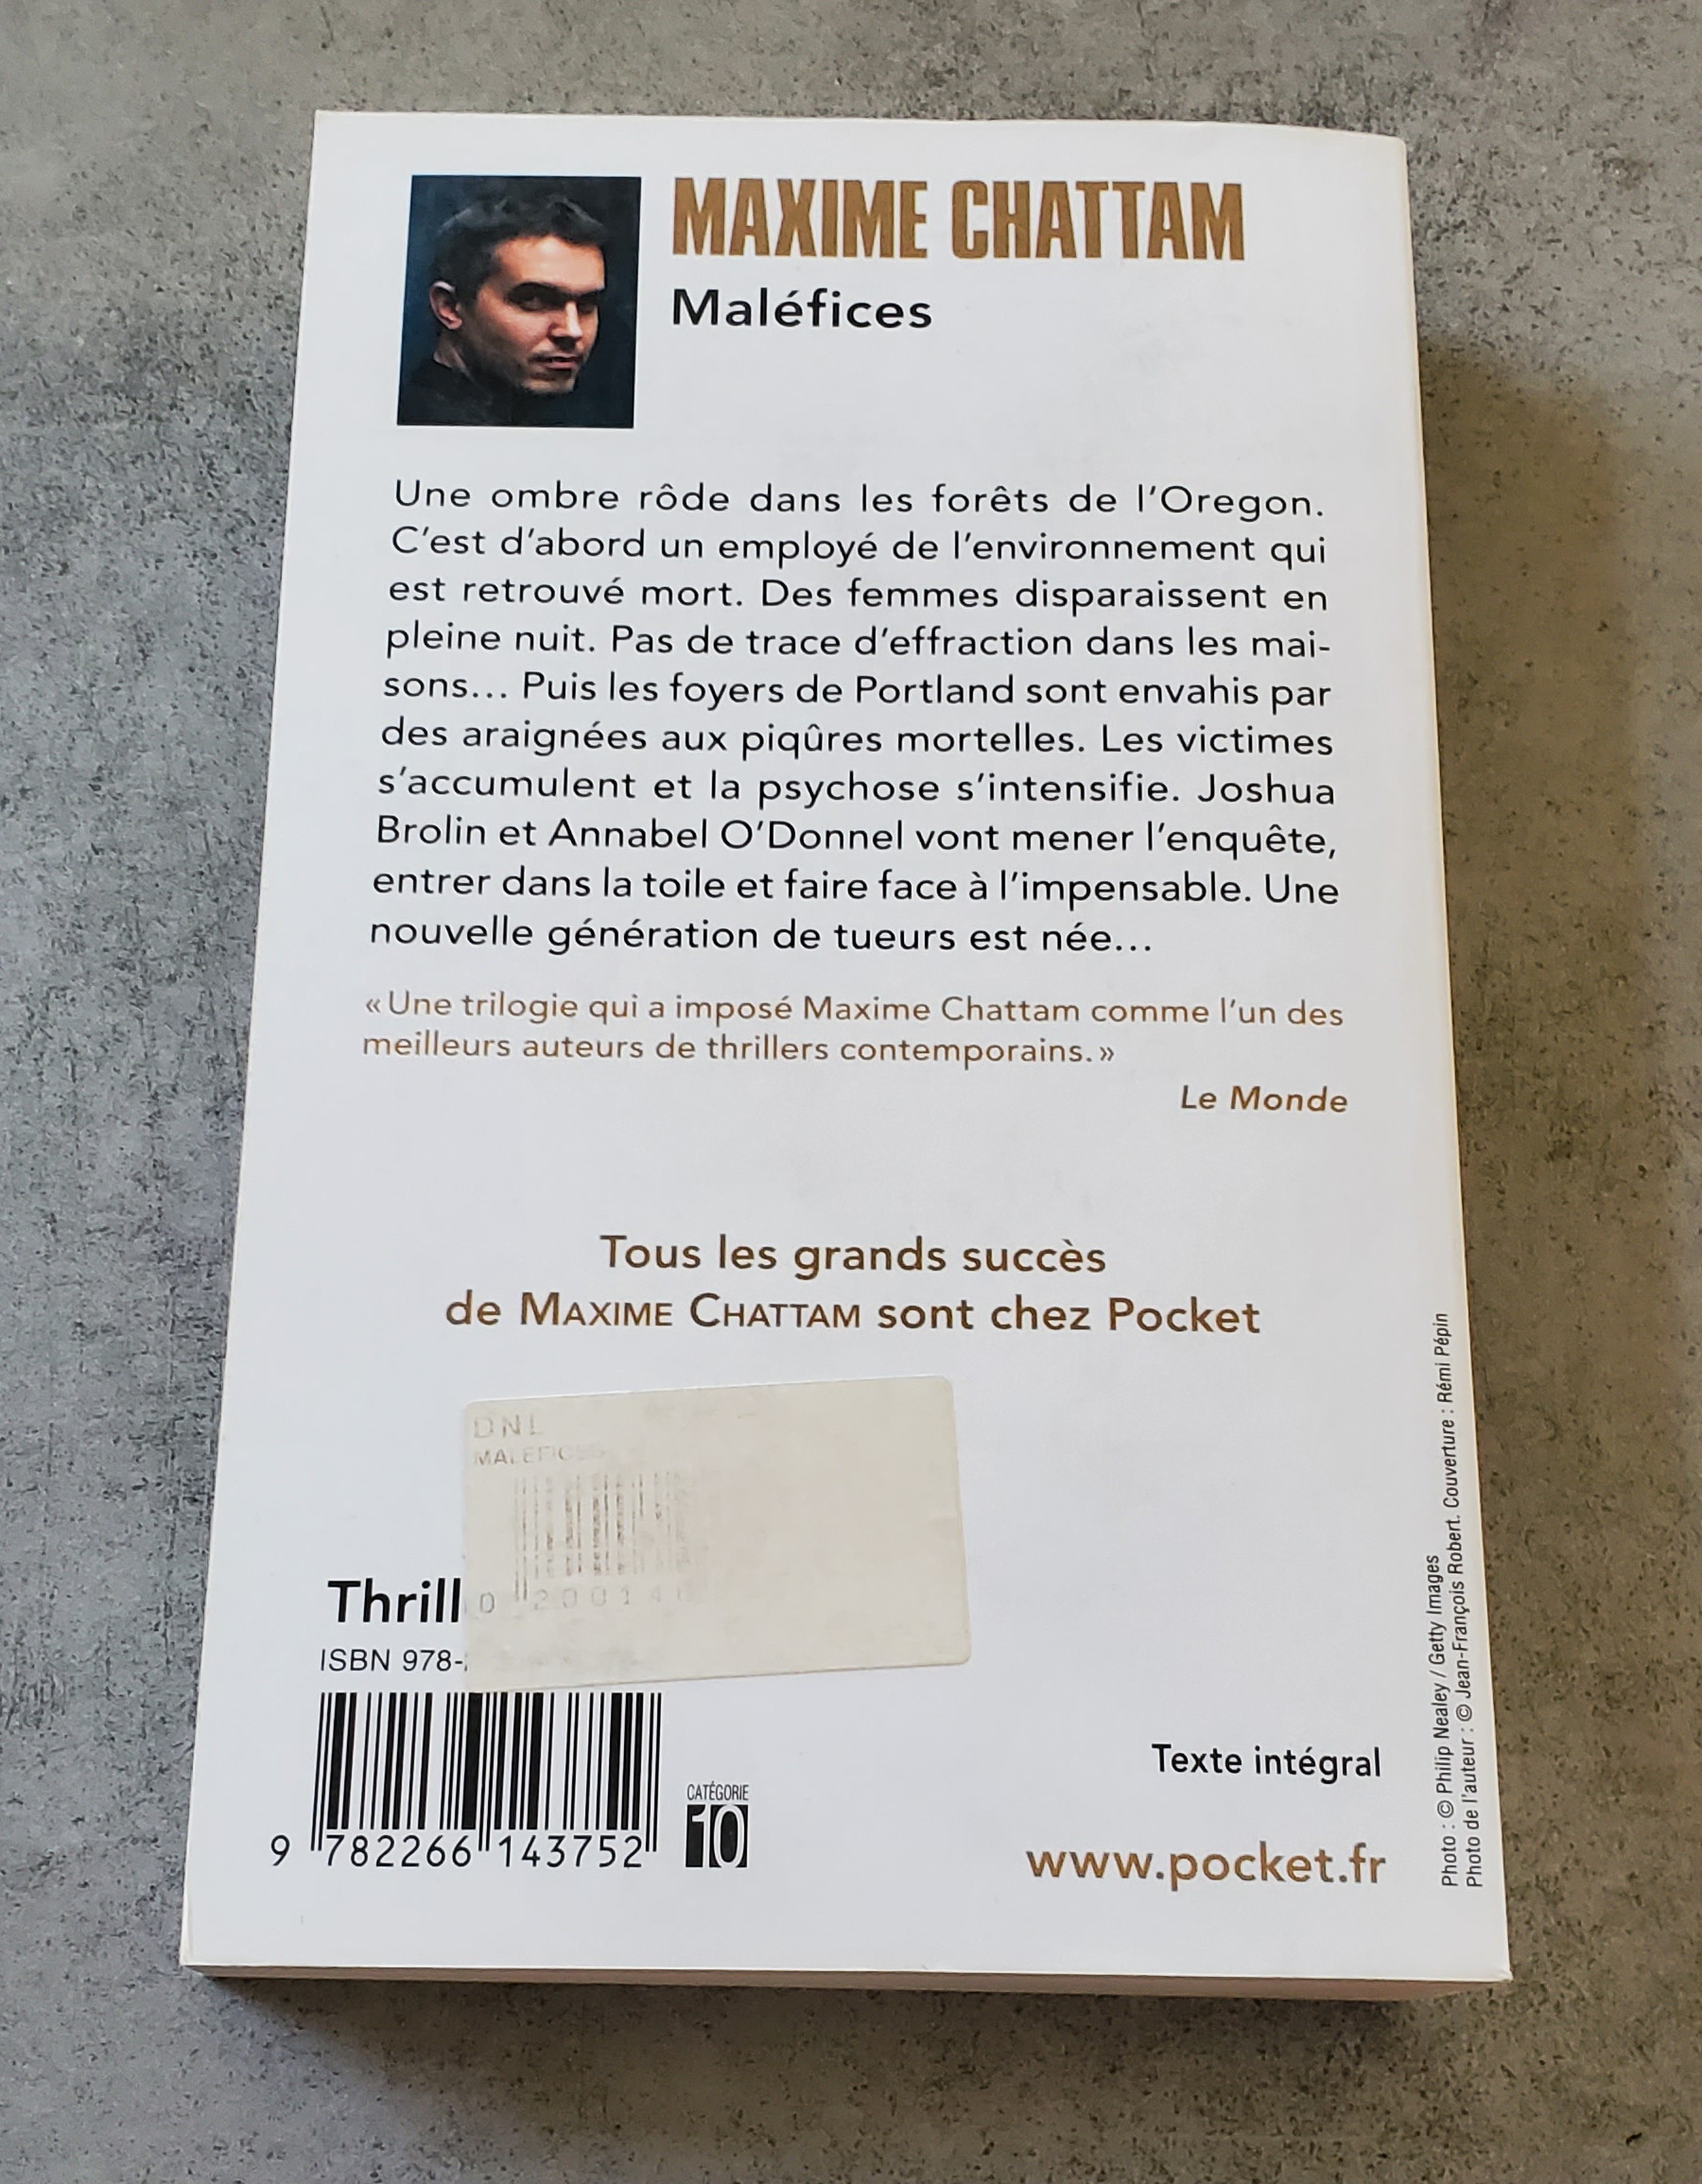 MAXIME CHATTAM
Maléfices
Une ombre rôde dans les forêts de l'Oregon.
C'est d'abord un employé de l'environnement qui
est retrouvé mort. Des femmes disparaissent en
pleine nuit. Pas de trace d'effraction dans les mai-
sons... Puis les foyers de Portland sont envahis par
des araignées aux piqûres mortelles. Les victimes
s'accumulent et la psychose s'intensifie. Joshua
Brolin et Annabel O'Donnel vont mener l'enquête,
entrer dans la toile et faire face à l'impensable. Une
nouvelle génération de tueurs est née...
« Une trilogie qui a imposé Maxime Chattam comme l'un des
meilleurs auteurs de thrillers contemporains. »
Le Monde
Tous les grands succès
de MAXIME CHATTAM sont chez Pocket
DNL
MALEFICES
Thrill
ISBN 978-
9 782266 143752
CATÉGORIE
10
Texte intégral
www.pocket.fr
Photo : © Philip Nealey / Getty Images
Photo de l'auteur : © Jean-François Robert. Couverture : Rémi Pépin